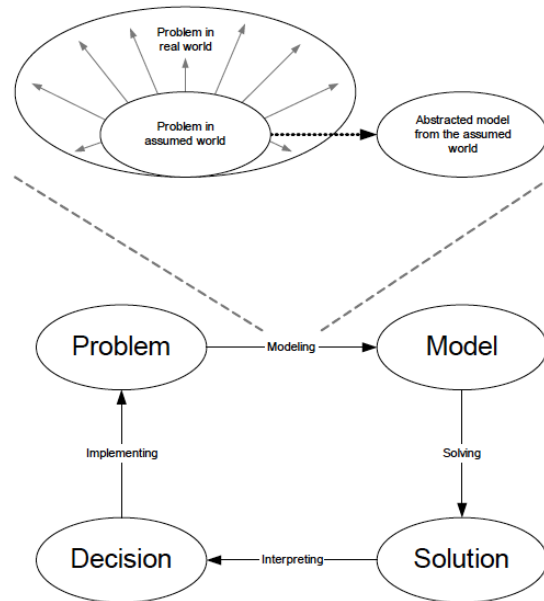 Problem in
real world
Problem in
assumed world
Abstracted model
from the assumed
world
Problem
Modeling
Model
Implementing
Solving
Decision
Interpreting
Solution